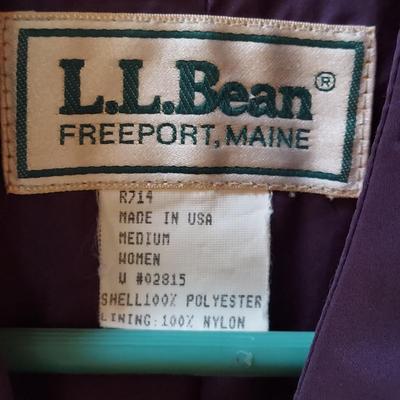 L.L.Bean®
FREEPORT, MAINE
R714
MADE IN USA
MEDIUM
WOMEN
V #02815
SHELL100% POLYESTER
LINING:100% NYLON